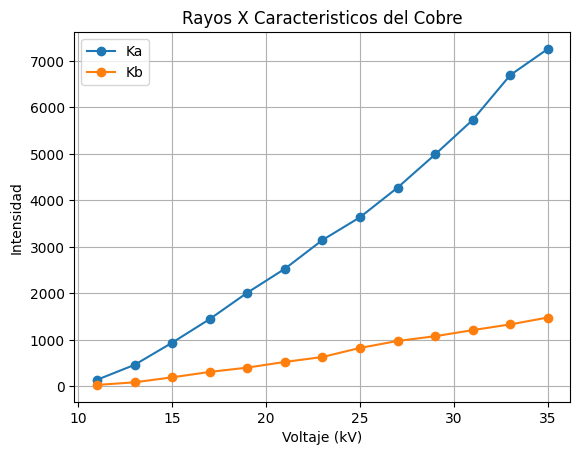 Rayos X Caracteristicos del Cobre
Ka
Kb
7000
6000
5000
4000
3000
2000
1000
0
Intensidad
10 15 20 25 30 35
Voltaje (kV)